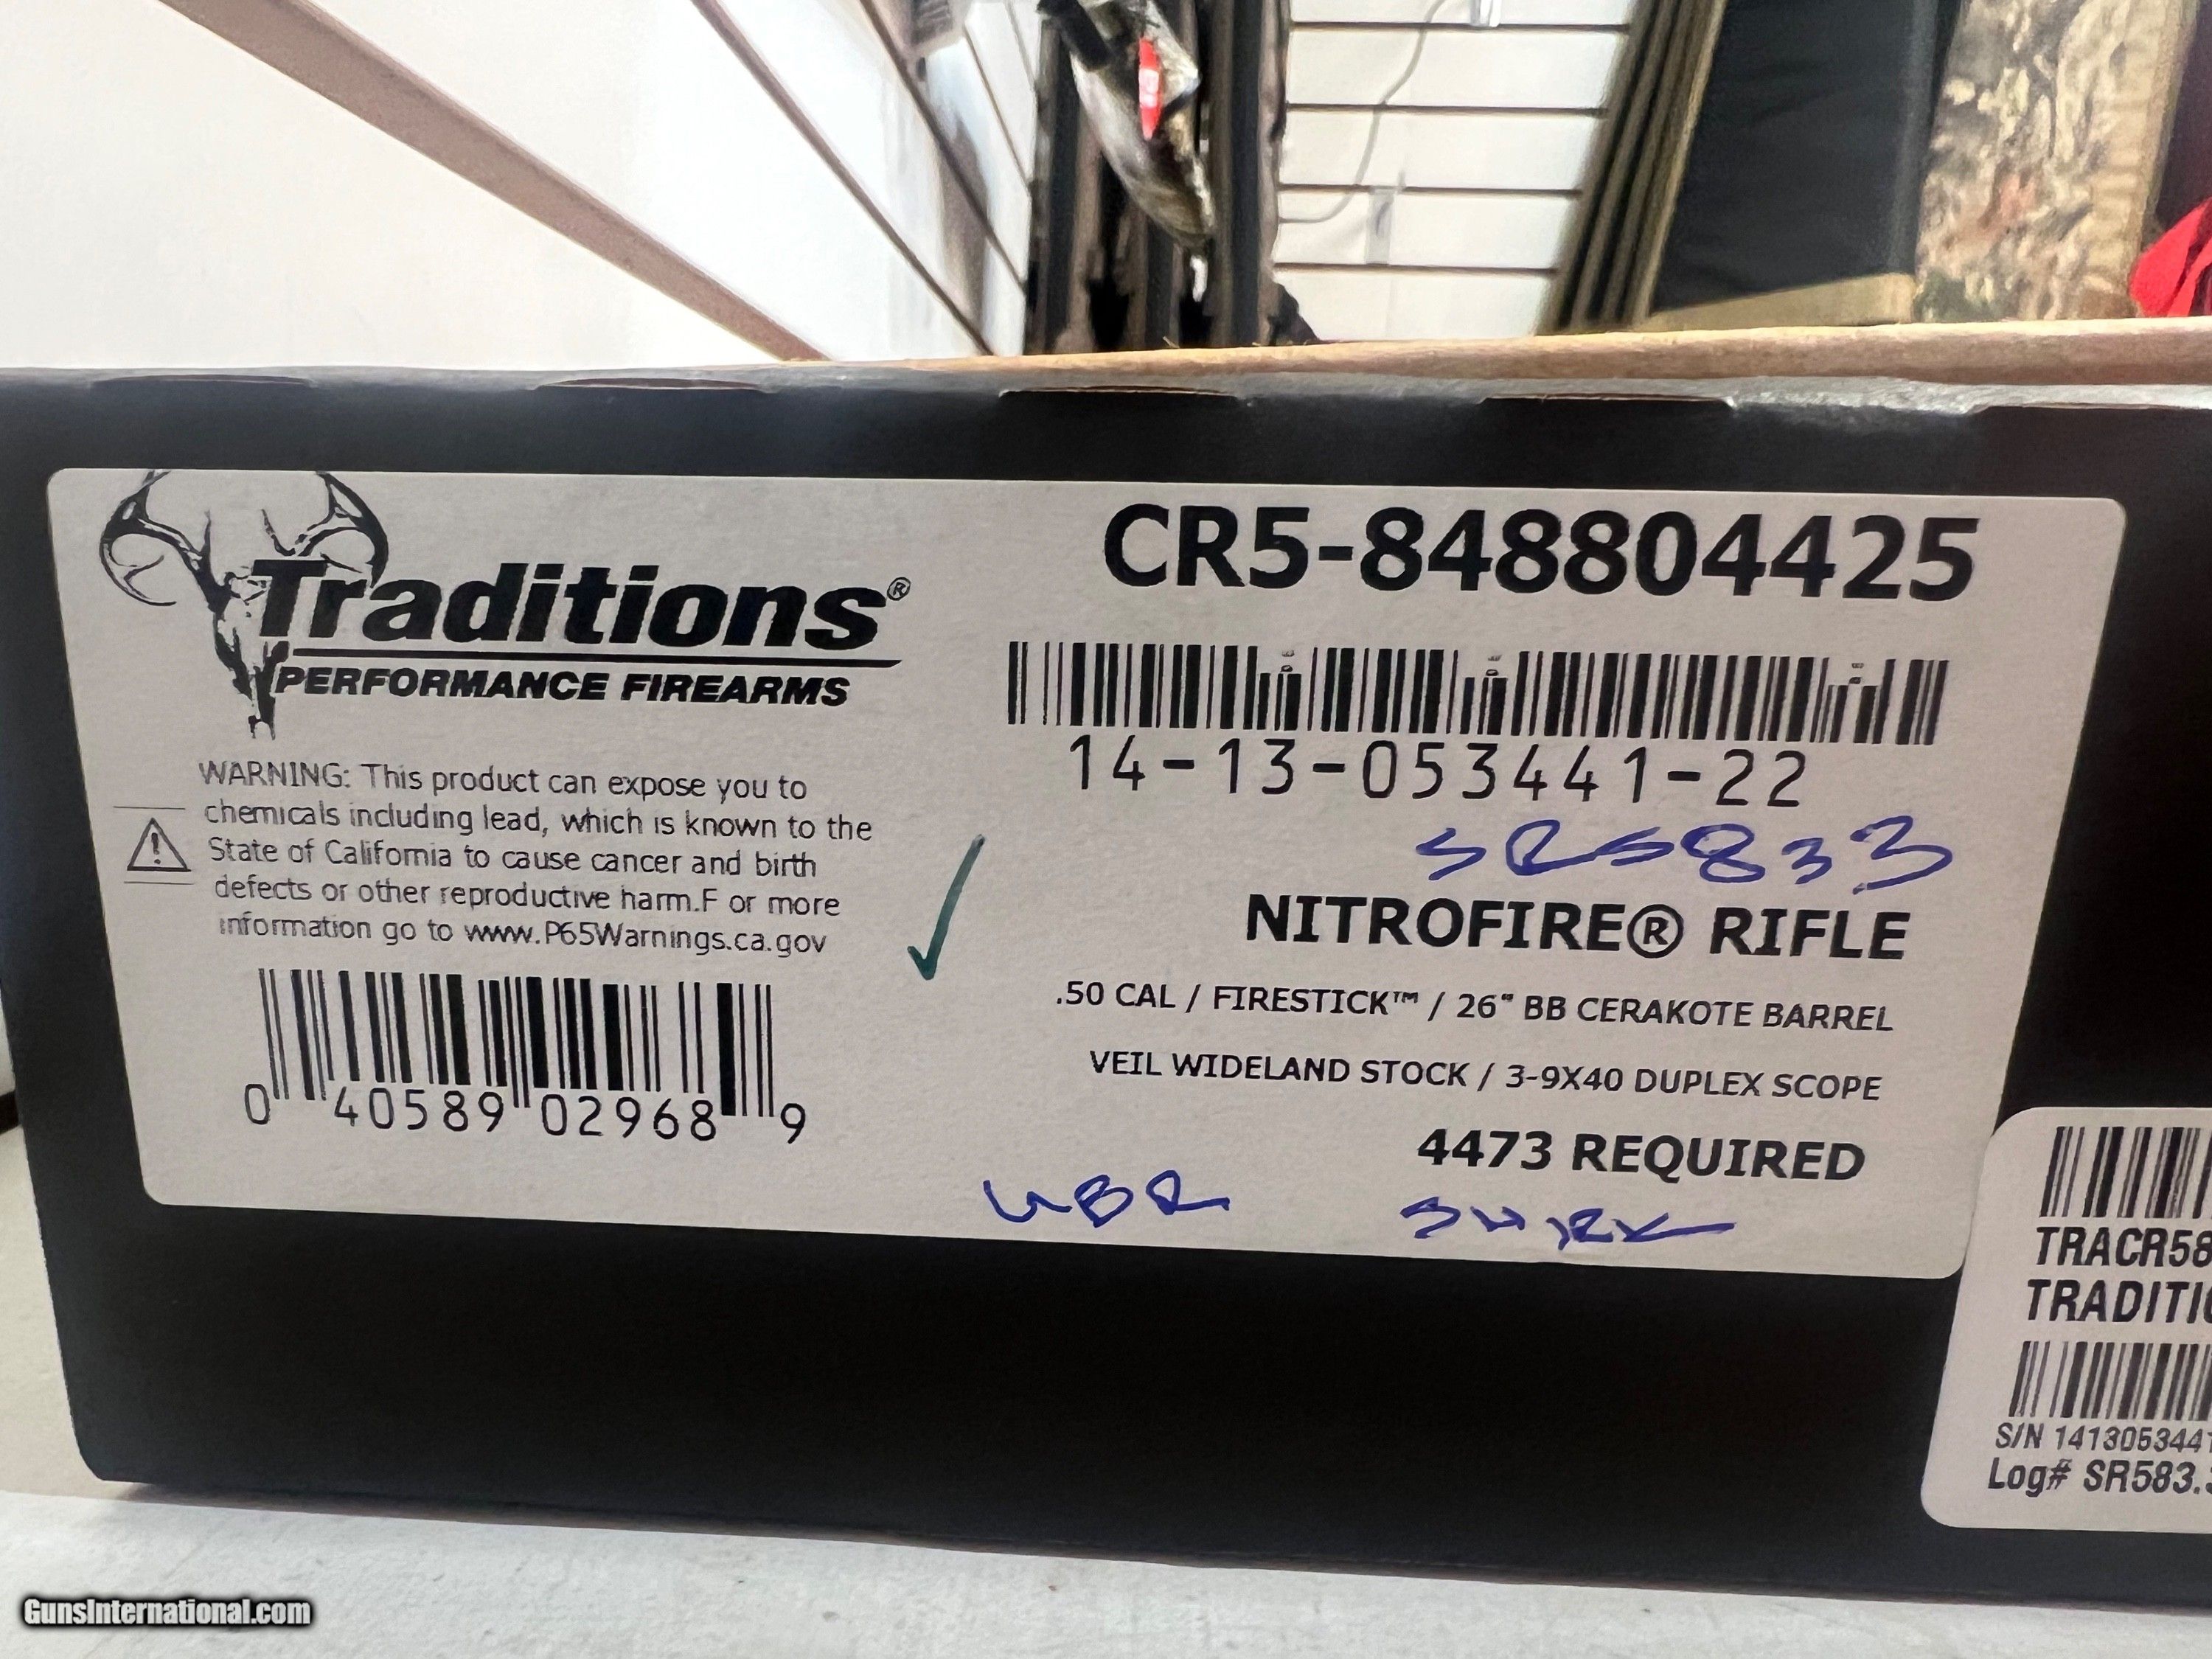 Traditions®
PERFORMANCE FIREARMS
WARNING: This product can expose you to
chemicals including lead, which is known to the
State of California to cause cancer and birth
defects or other reproductive harm.F or more
information go to www.P65Warnings.ca.gov
0 40589 02968 9
CR5-848804425
14-13-053441-22
SR5833
NITROFIRE® RIFLE
.50 CAL / FIRESTICK™ / 26" BB CERAKOTE BARREL
VEIL WIDELAND STOCK / 3-9X40 DUPLEX SCOPE
4473 REQUIRED
TRACR58
TRADITI
S/N 1413053441
Log# SR583.
GunsInternational.com